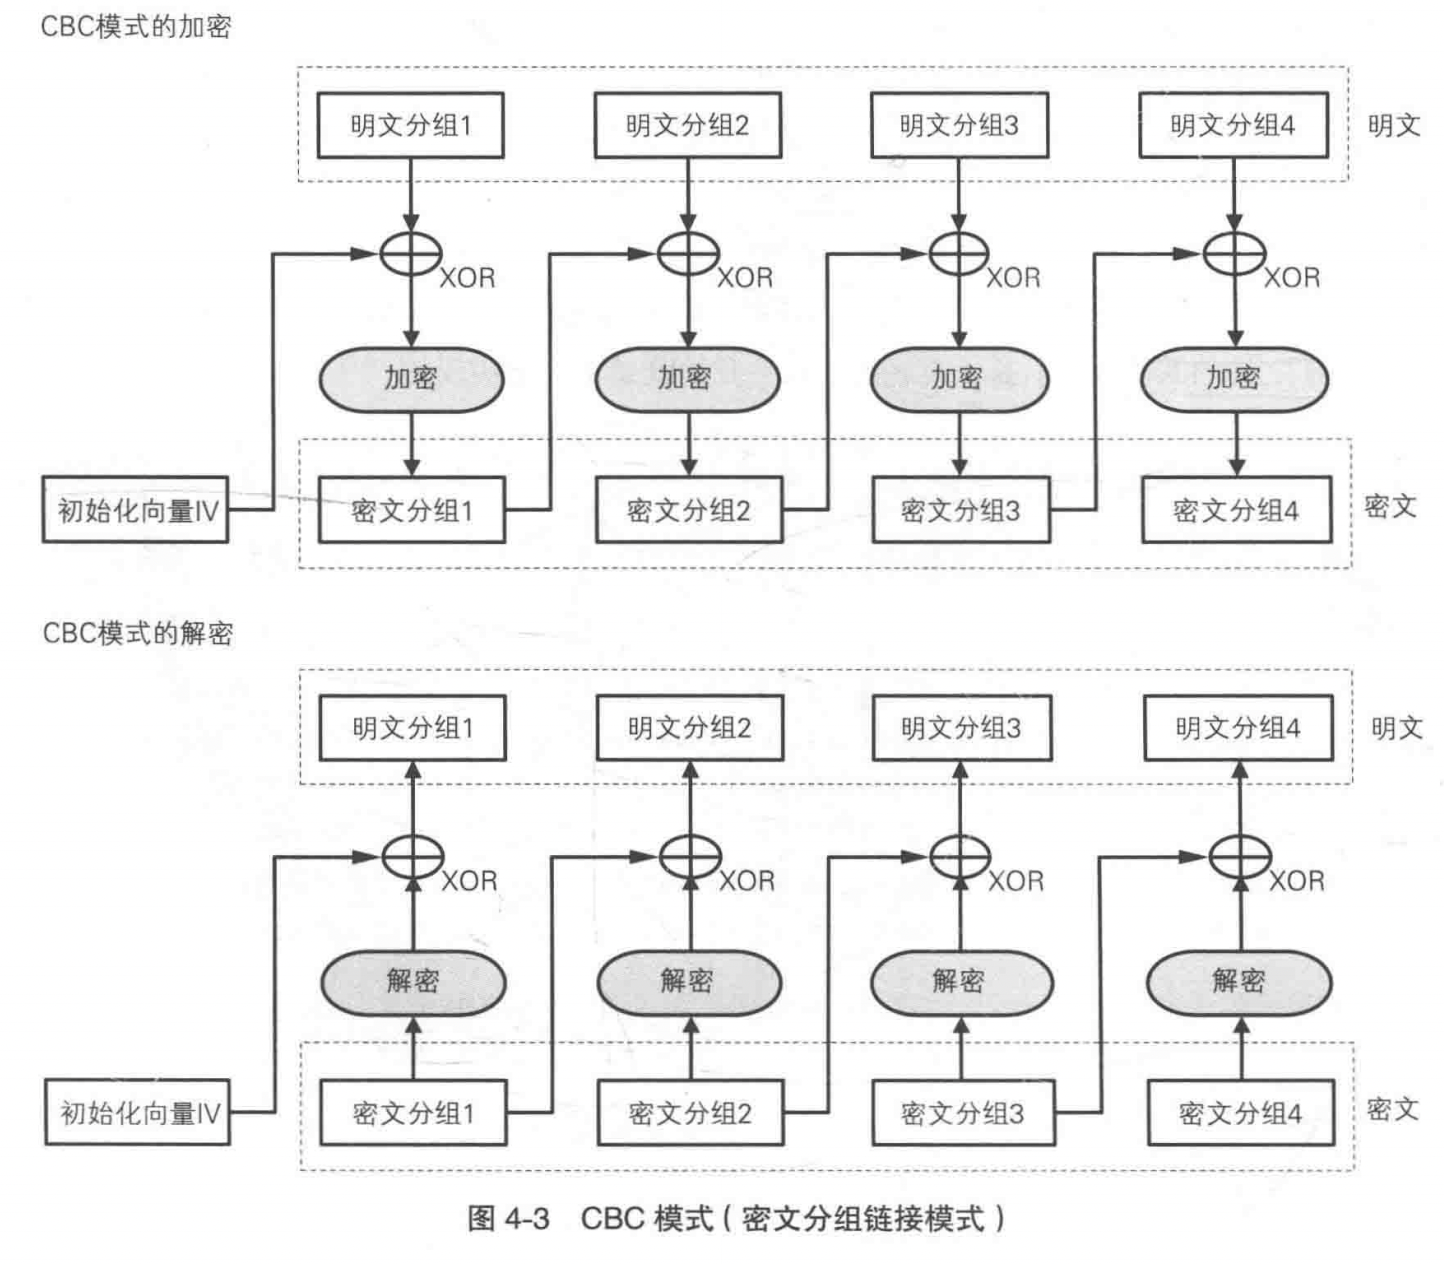 CBC模式的加密
明文分组1 明文分组2 明文分组3 明文分组4 明文
XOR XOR XOR XOR
加密 加密 加密 加密
初始化向量IV 密文分组1 密文分组2 密文分组3 密文分组4 密文
CBC模式的解密
明文分组1 明文分组2 明文分组3 明文分组4 明文
XOR XOR XOR XOR
解密 解密 解密 解密
初始化向量IV 密文分组1 密文分组2 密文分组3 密文分组4 密文
图 4-3 CBC 模式（密文分组链接模式）